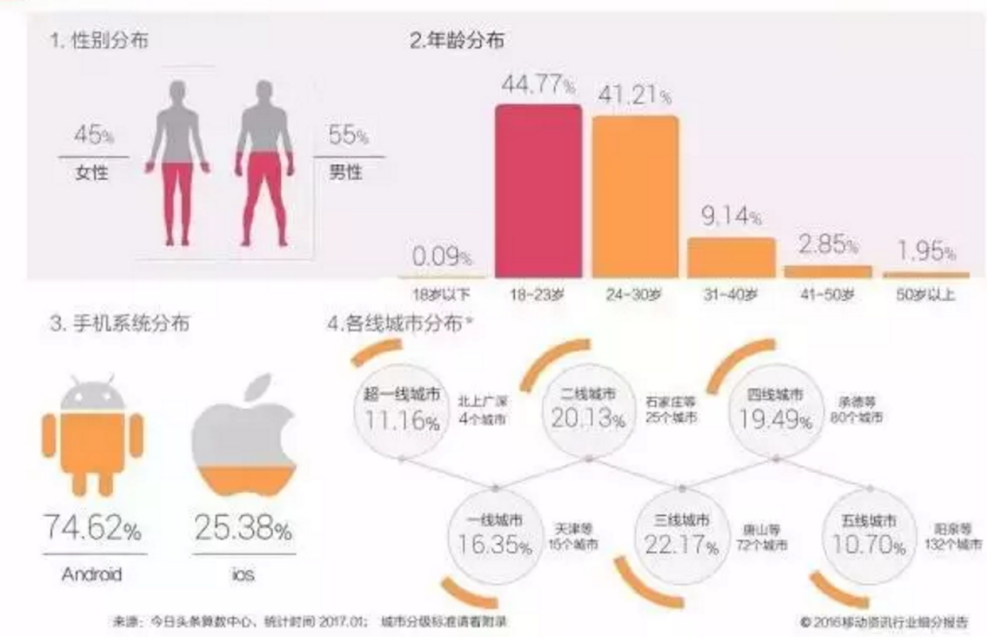 1. 性别分布
45%
女性
55%
男性
2.年龄分布
44.77%
41.21%
9.14%
2.85%
1.95%
0.09%
18岁以下
18-23岁
24-30岁
31-40岁
41-50岁
50岁以上
3. 手机系统分布
74.62%
Android
25.38%
ios
4.各线城市分布*
超一线城市
11.16%
北上广深
4个城市
二线城市
20.13%
石家庄等
25个城市
四线城市
19.49%
承德等
80个城市
一线城市
16.35%
天津等
15个城市
三线城市
22.17%
唐山等
72个城市
五线城市
10.70%
阳泉等
132个城市
来源：今日头条算数中心、统计时间 2017.01； 城市分级标准请看附录
© 2016移动资讯行业细分报告